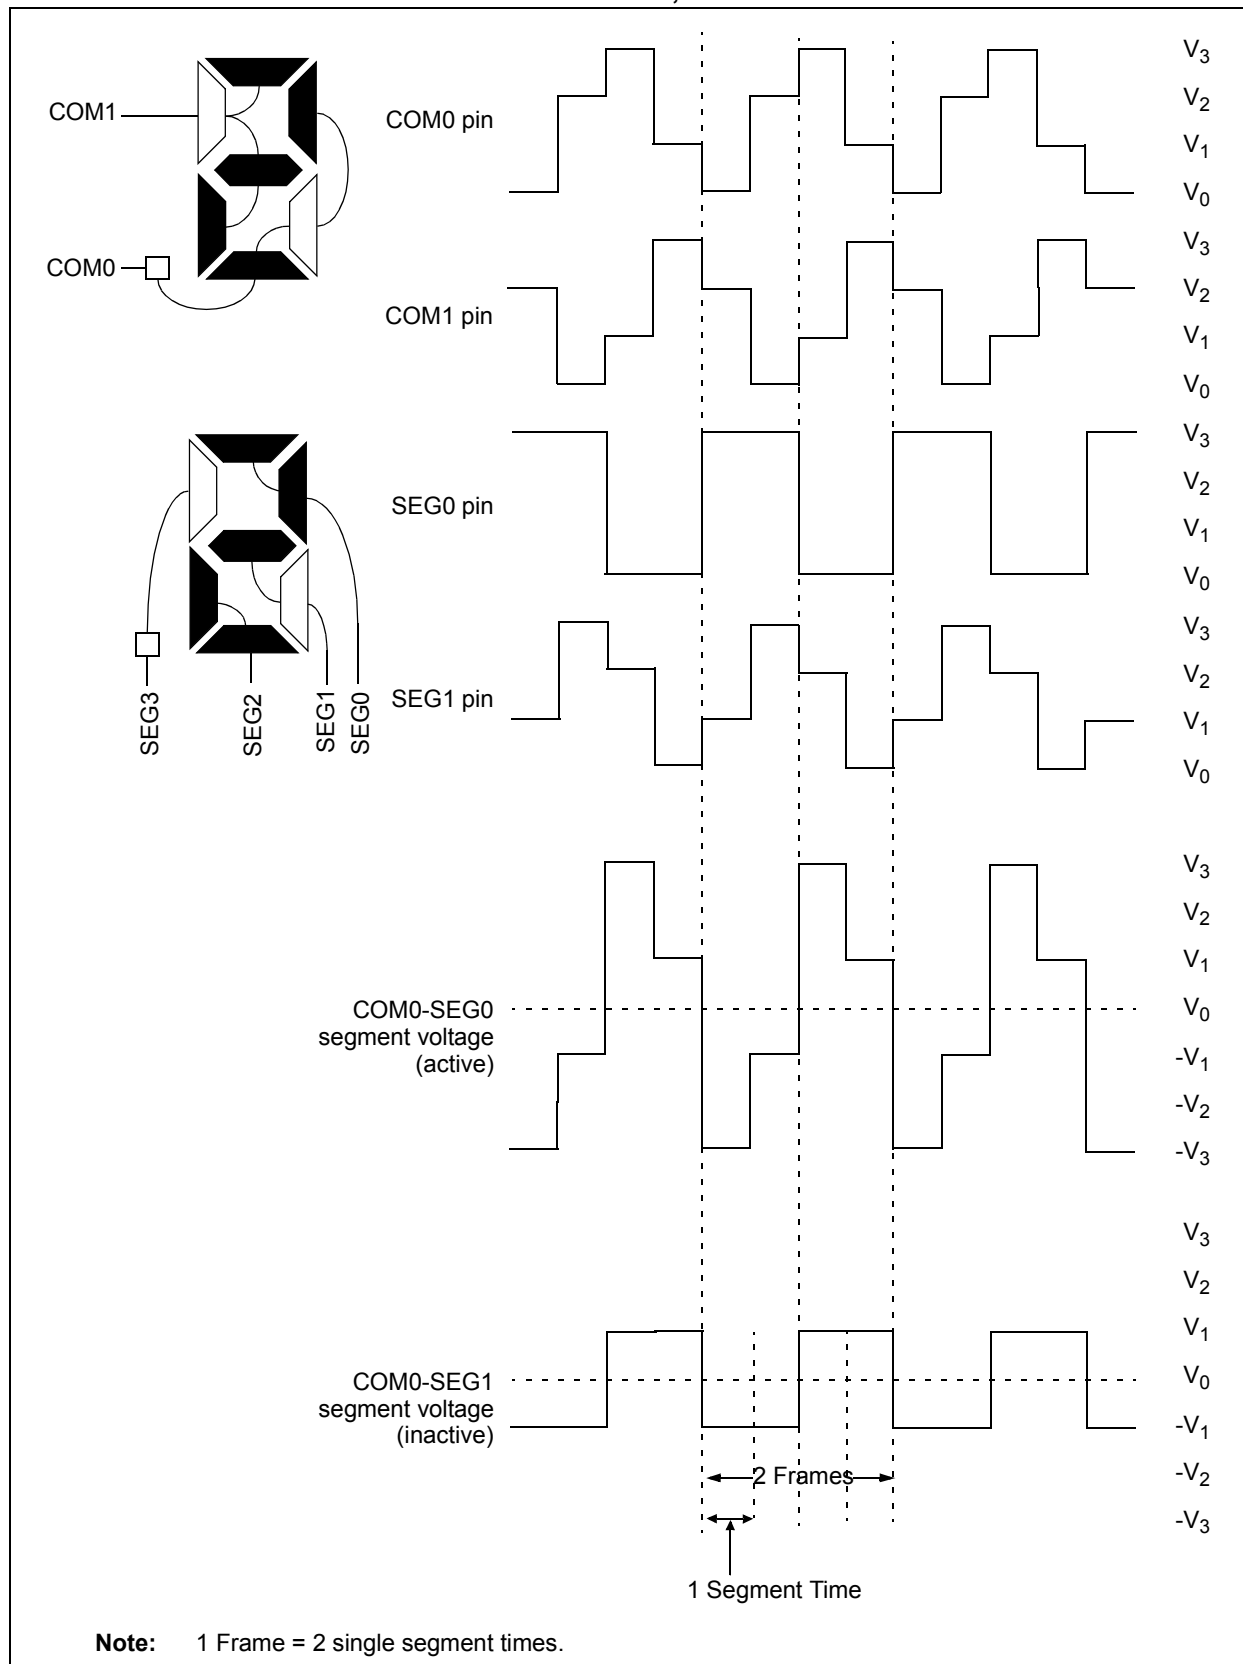 COM1
COM0
COM0 pin
V3
V2
V1
V0
COM1 pin
V3
V2
V1
V0
SEG3
SEG2
SEG1
SEG0
SEG0 pin
V3
V2
V1
V0
SEG1 pin
V3
V2
V1
V0
COM0-SEG0
segment voltage
(active)
V3
V2
V1
V0
-V1
-V2
-V3
COM0-SEG1
segment voltage
(inactive)
V3
V2
V1
V0
-V1
-V2
-V3
2 Frames
1 Segment Time
Note: 1 Frame = 2 single segment times.